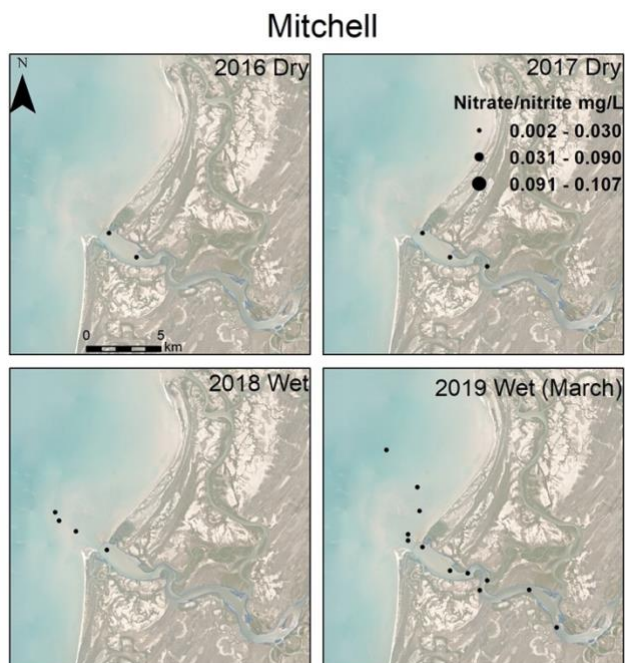 Mitchell
N
2016 Dry
0 5
km
2017 Dry
Nitrate/nitrite mg/L
0.002 - 0.030
0.031 - 0.090
0.091 - 0.107
2018 Wet
2019 Wet (March)